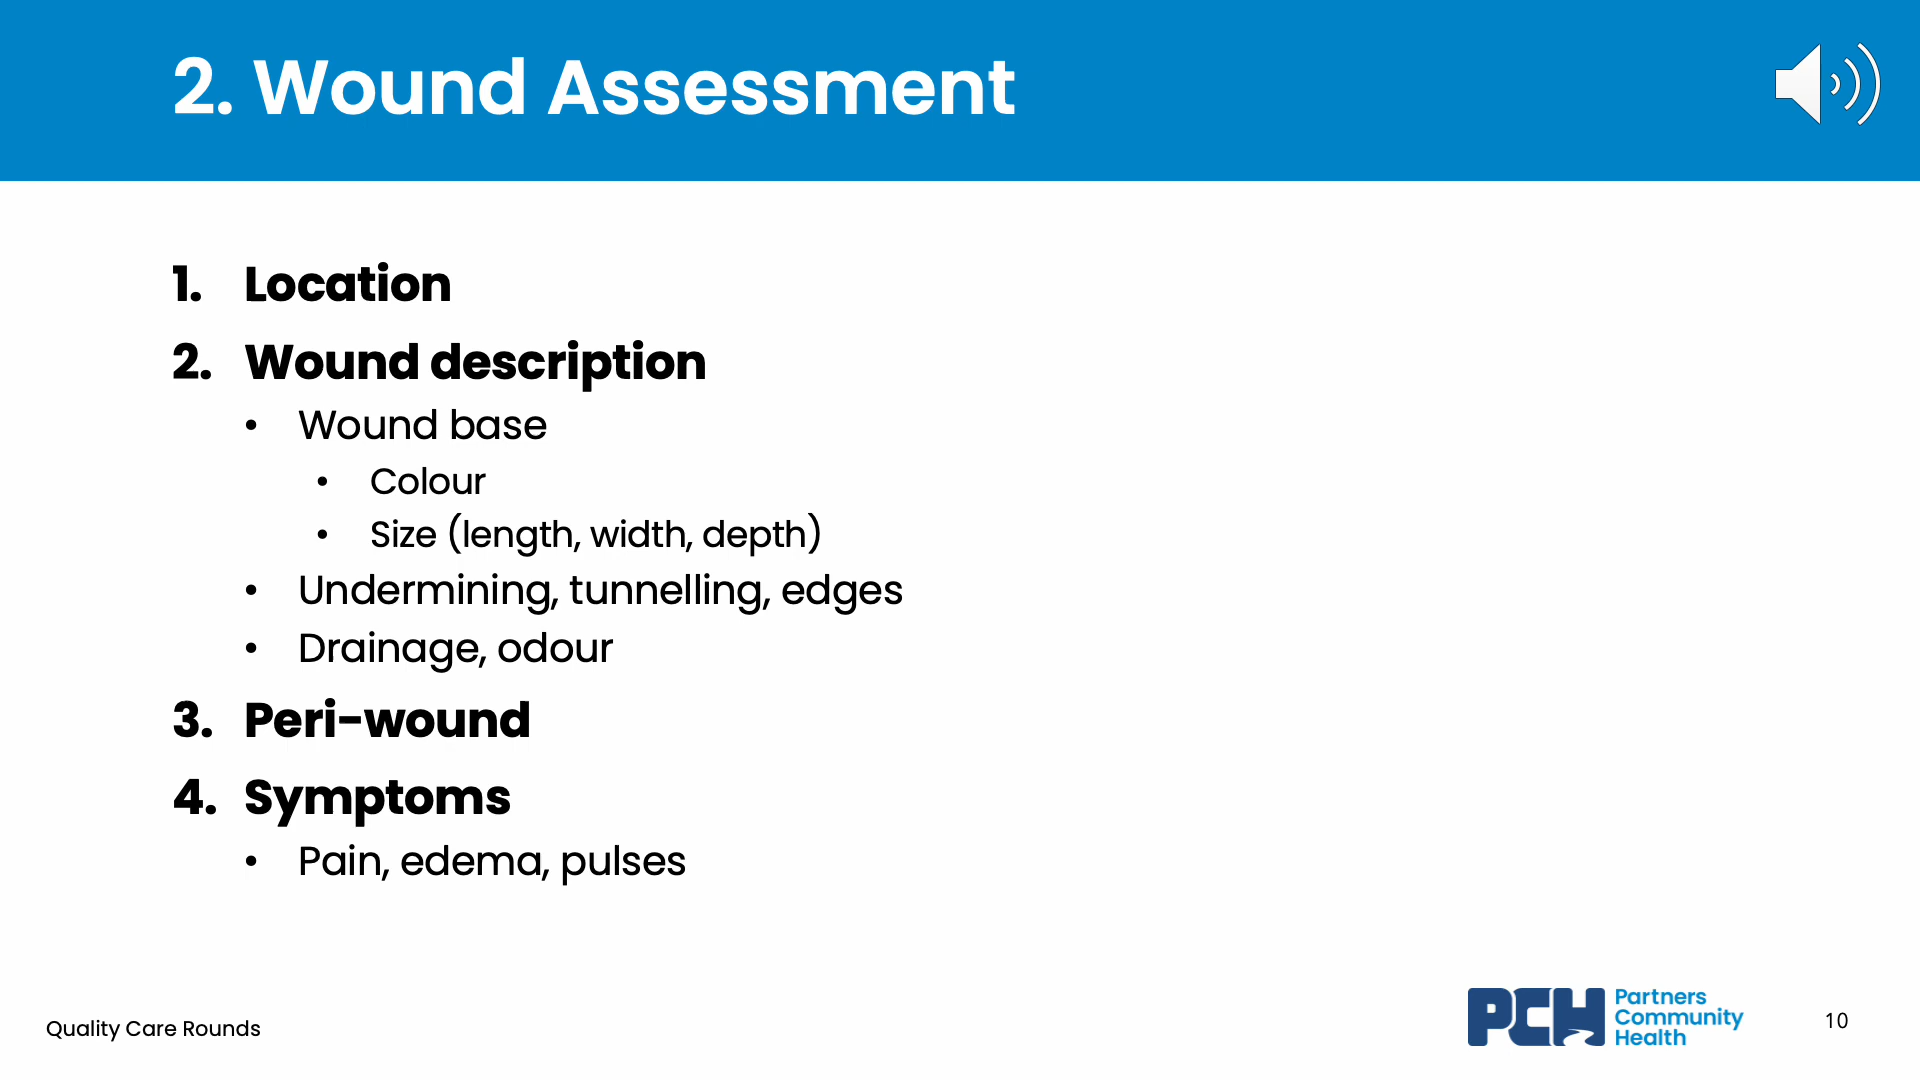 2. Wound Assessment
1. Location
2. Wound description
• Wound base
• Colour
• Size (length, width, depth)
• Undermining, tunnelling, edges
• Drainage, odour
3. Peri-wound
4. Symptoms
• Pain, edema, pulses
Quality Care Rounds
PCH
Partners
Community
Health
10